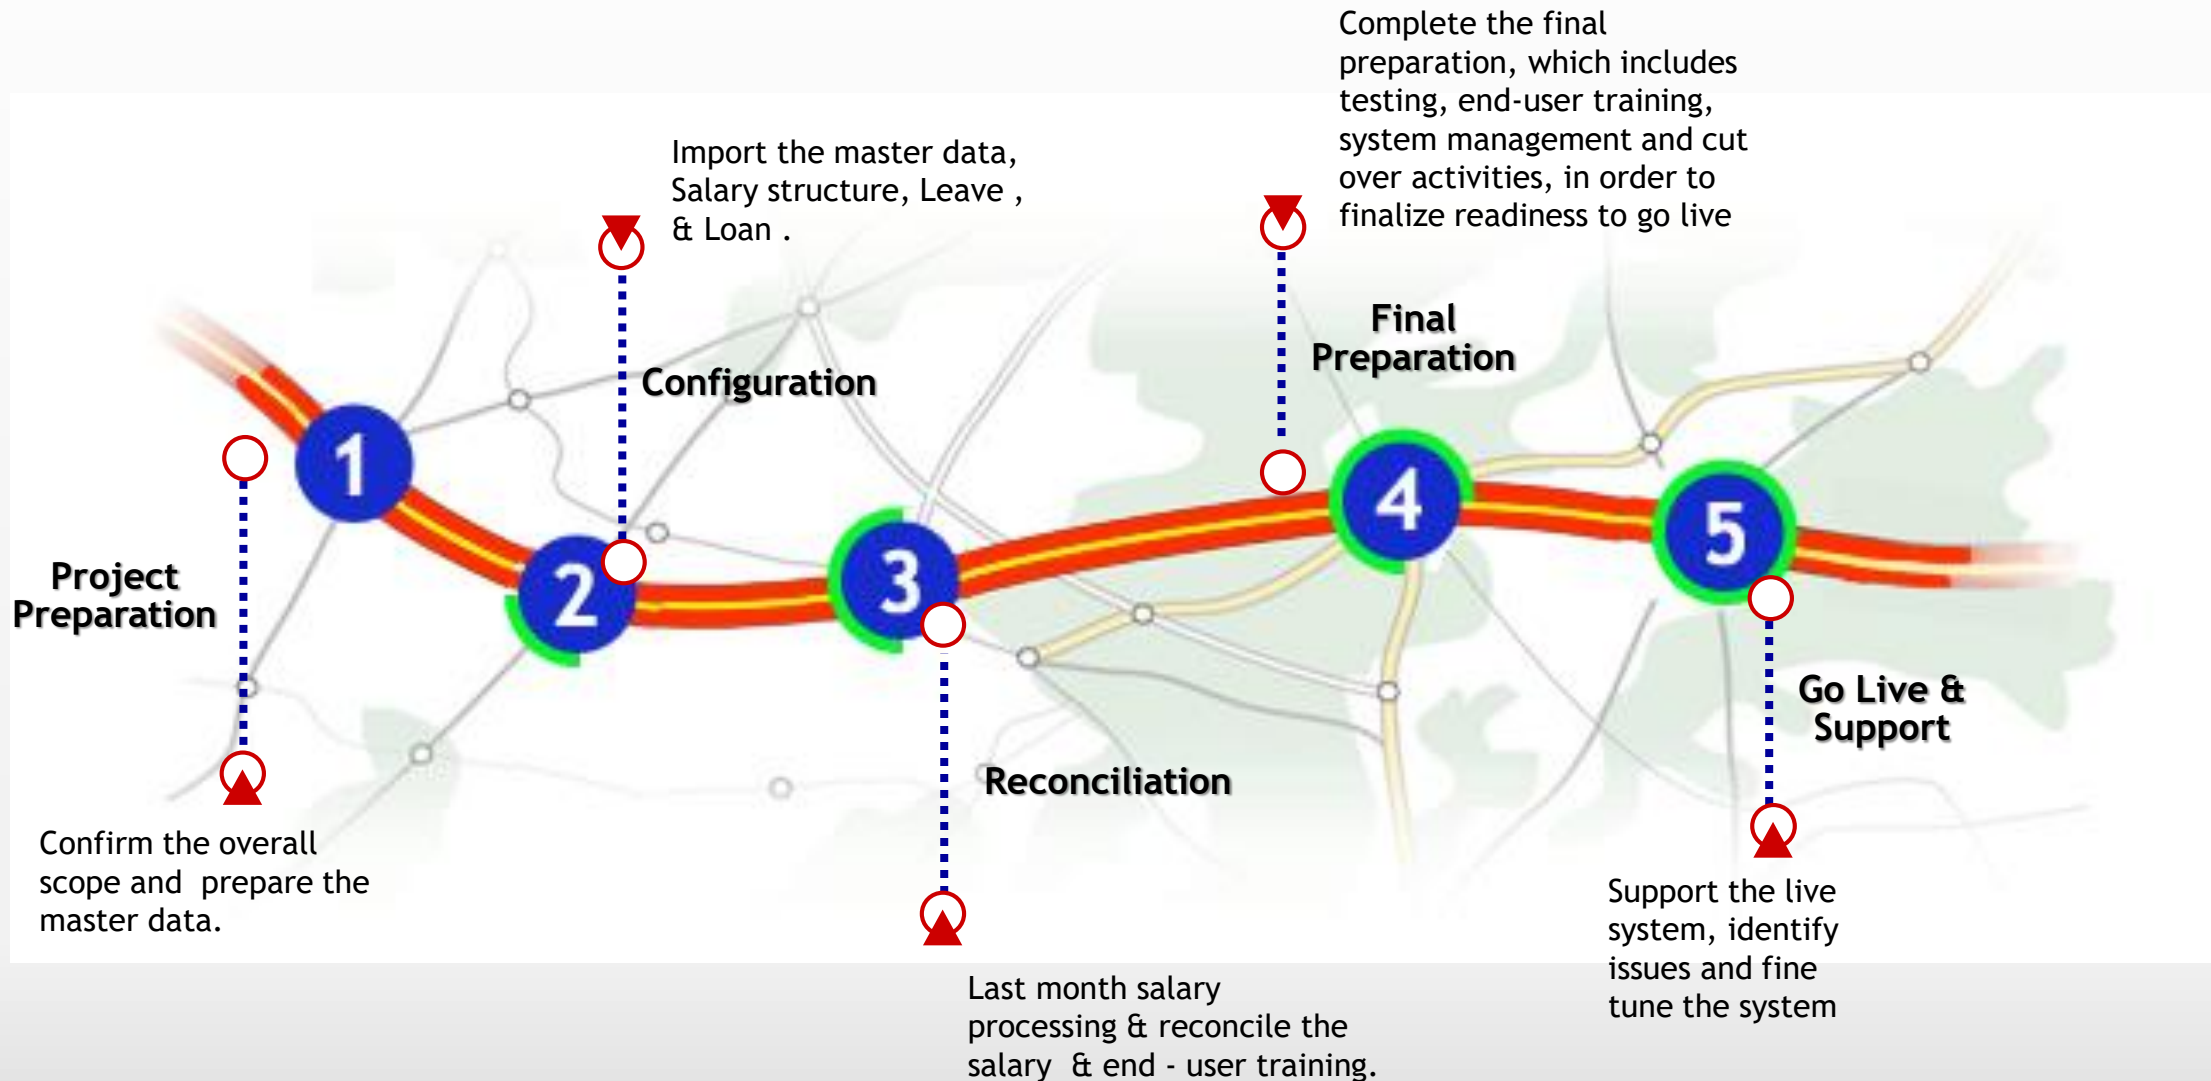 1
Project
Preparation
Confirm the overall
scope and  prepare the
master data.
2
Configuration
Import the master data,
Salary structure, Leave ,
& Loan .
3
Reconciliation
Last month salary
processing & reconcile the
salary  & end - user training.
4
Final
Preparation
Complete the final
preparation, which includes
testing, end-user training,
system management and cut
over activities, in order to
finalize readiness to go live
5
Go Live &
Support
Support the live
system, identify
issues and fine
tune the system